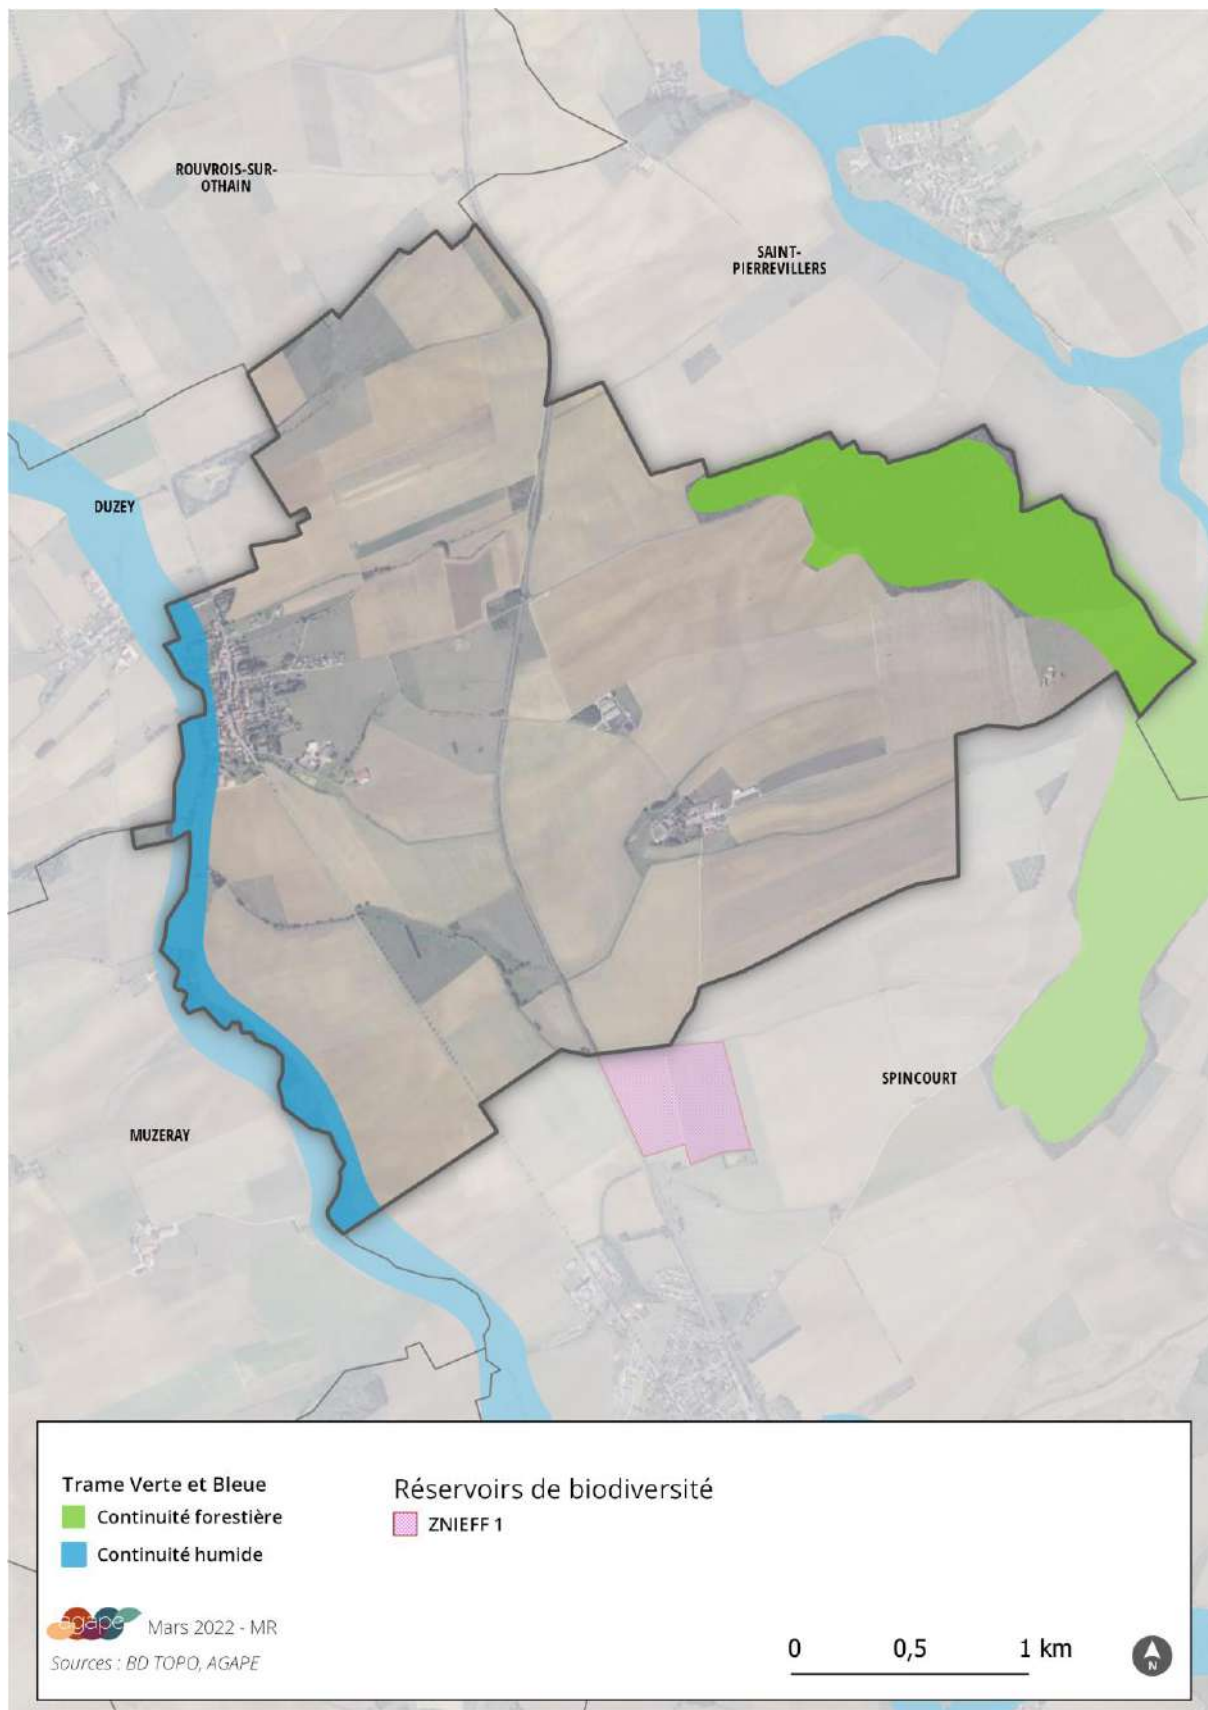 ROUVROIS-SUR-
OTHAIN
SAINT-
PIERREVILLERS
DUZEY
SPINCOURT
MUZERAY
Trame Verte et Bleue
Continuité forestière
Continuité humide
Réservoirs de biodiversité
ZNIEFF 1
agape
Mars 2022 - MR
Sources : BD TOPO, AGAPE
0 0,5 1 km
N